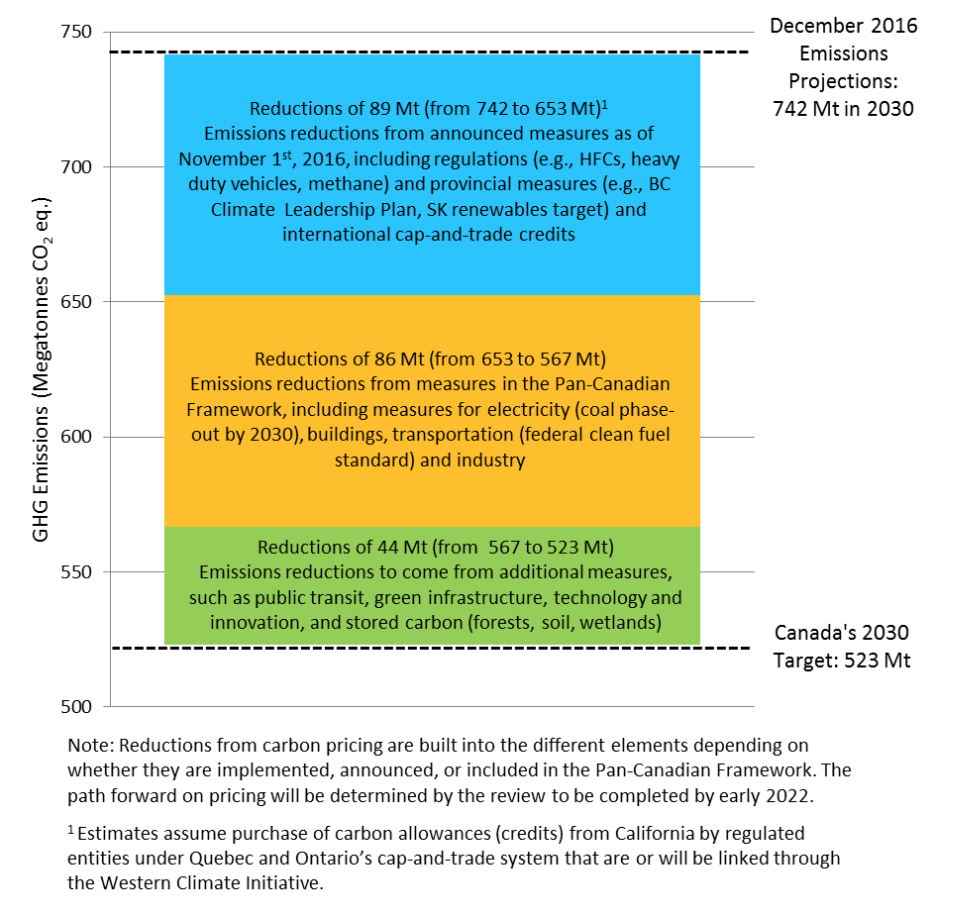 750
December 2016
Emissions
Projections:
742 Mt in 2030
Reductions of 89 Mt (from 742 to 653 Mt)¹
Emissions reductions from announced measures as of
November 1st, 2016, including regulations (e.g., HFCs, heavy
duty vehicles, methane) and provincial measures (e.g., BC
Climate Leadership Plan, SK renewables target) and
international cap-and-trade credits
700
GHG Emissions (Megatonnes CO₂ eq.)
650
Reductions of 86 Mt (from 653 to 567 Mt)
Emissions reductions from measures in the Pan-Canadian
Framework, including measures for electricity (coal phase-
out by 2030), buildings, transportation (federal clean fuel
standard) and industry
600
Reductions of 44 Mt (from 567 to 523 Mt)
Emissions reductions to come from additional measures,
such as public transit, green infrastructure, technology and
innovation, and stored carbon (forests, soil, wetlands)
550
Canada's 2030
Target: 523 Mt
500
Note: Reductions from carbon pricing are built into the different elements depending on
whether they are implemented, announced, or included in the Pan-Canadian Framework. The
path forward on pricing will be determined by the review to be completed by early 2022.
¹ Estimates assume purchase of carbon allowances (credits) from California by regulated
entities under Quebec and Ontario’s cap-and-trade system that are or will be linked through
the Western Climate Initiative.